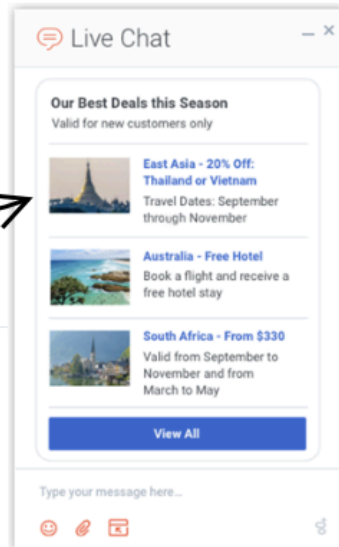 Live Chat
Our Best Deals this Season
Valid for new customers only
East Asia - 20% Off:
Thailand or Vietnam
Travel Dates: September
through November
Australia - Free Hotel
Book a flight and receive a
free hotel stay
South Africa - From $330
Valid from September to
November and from
March to May
View All
Type your message here...